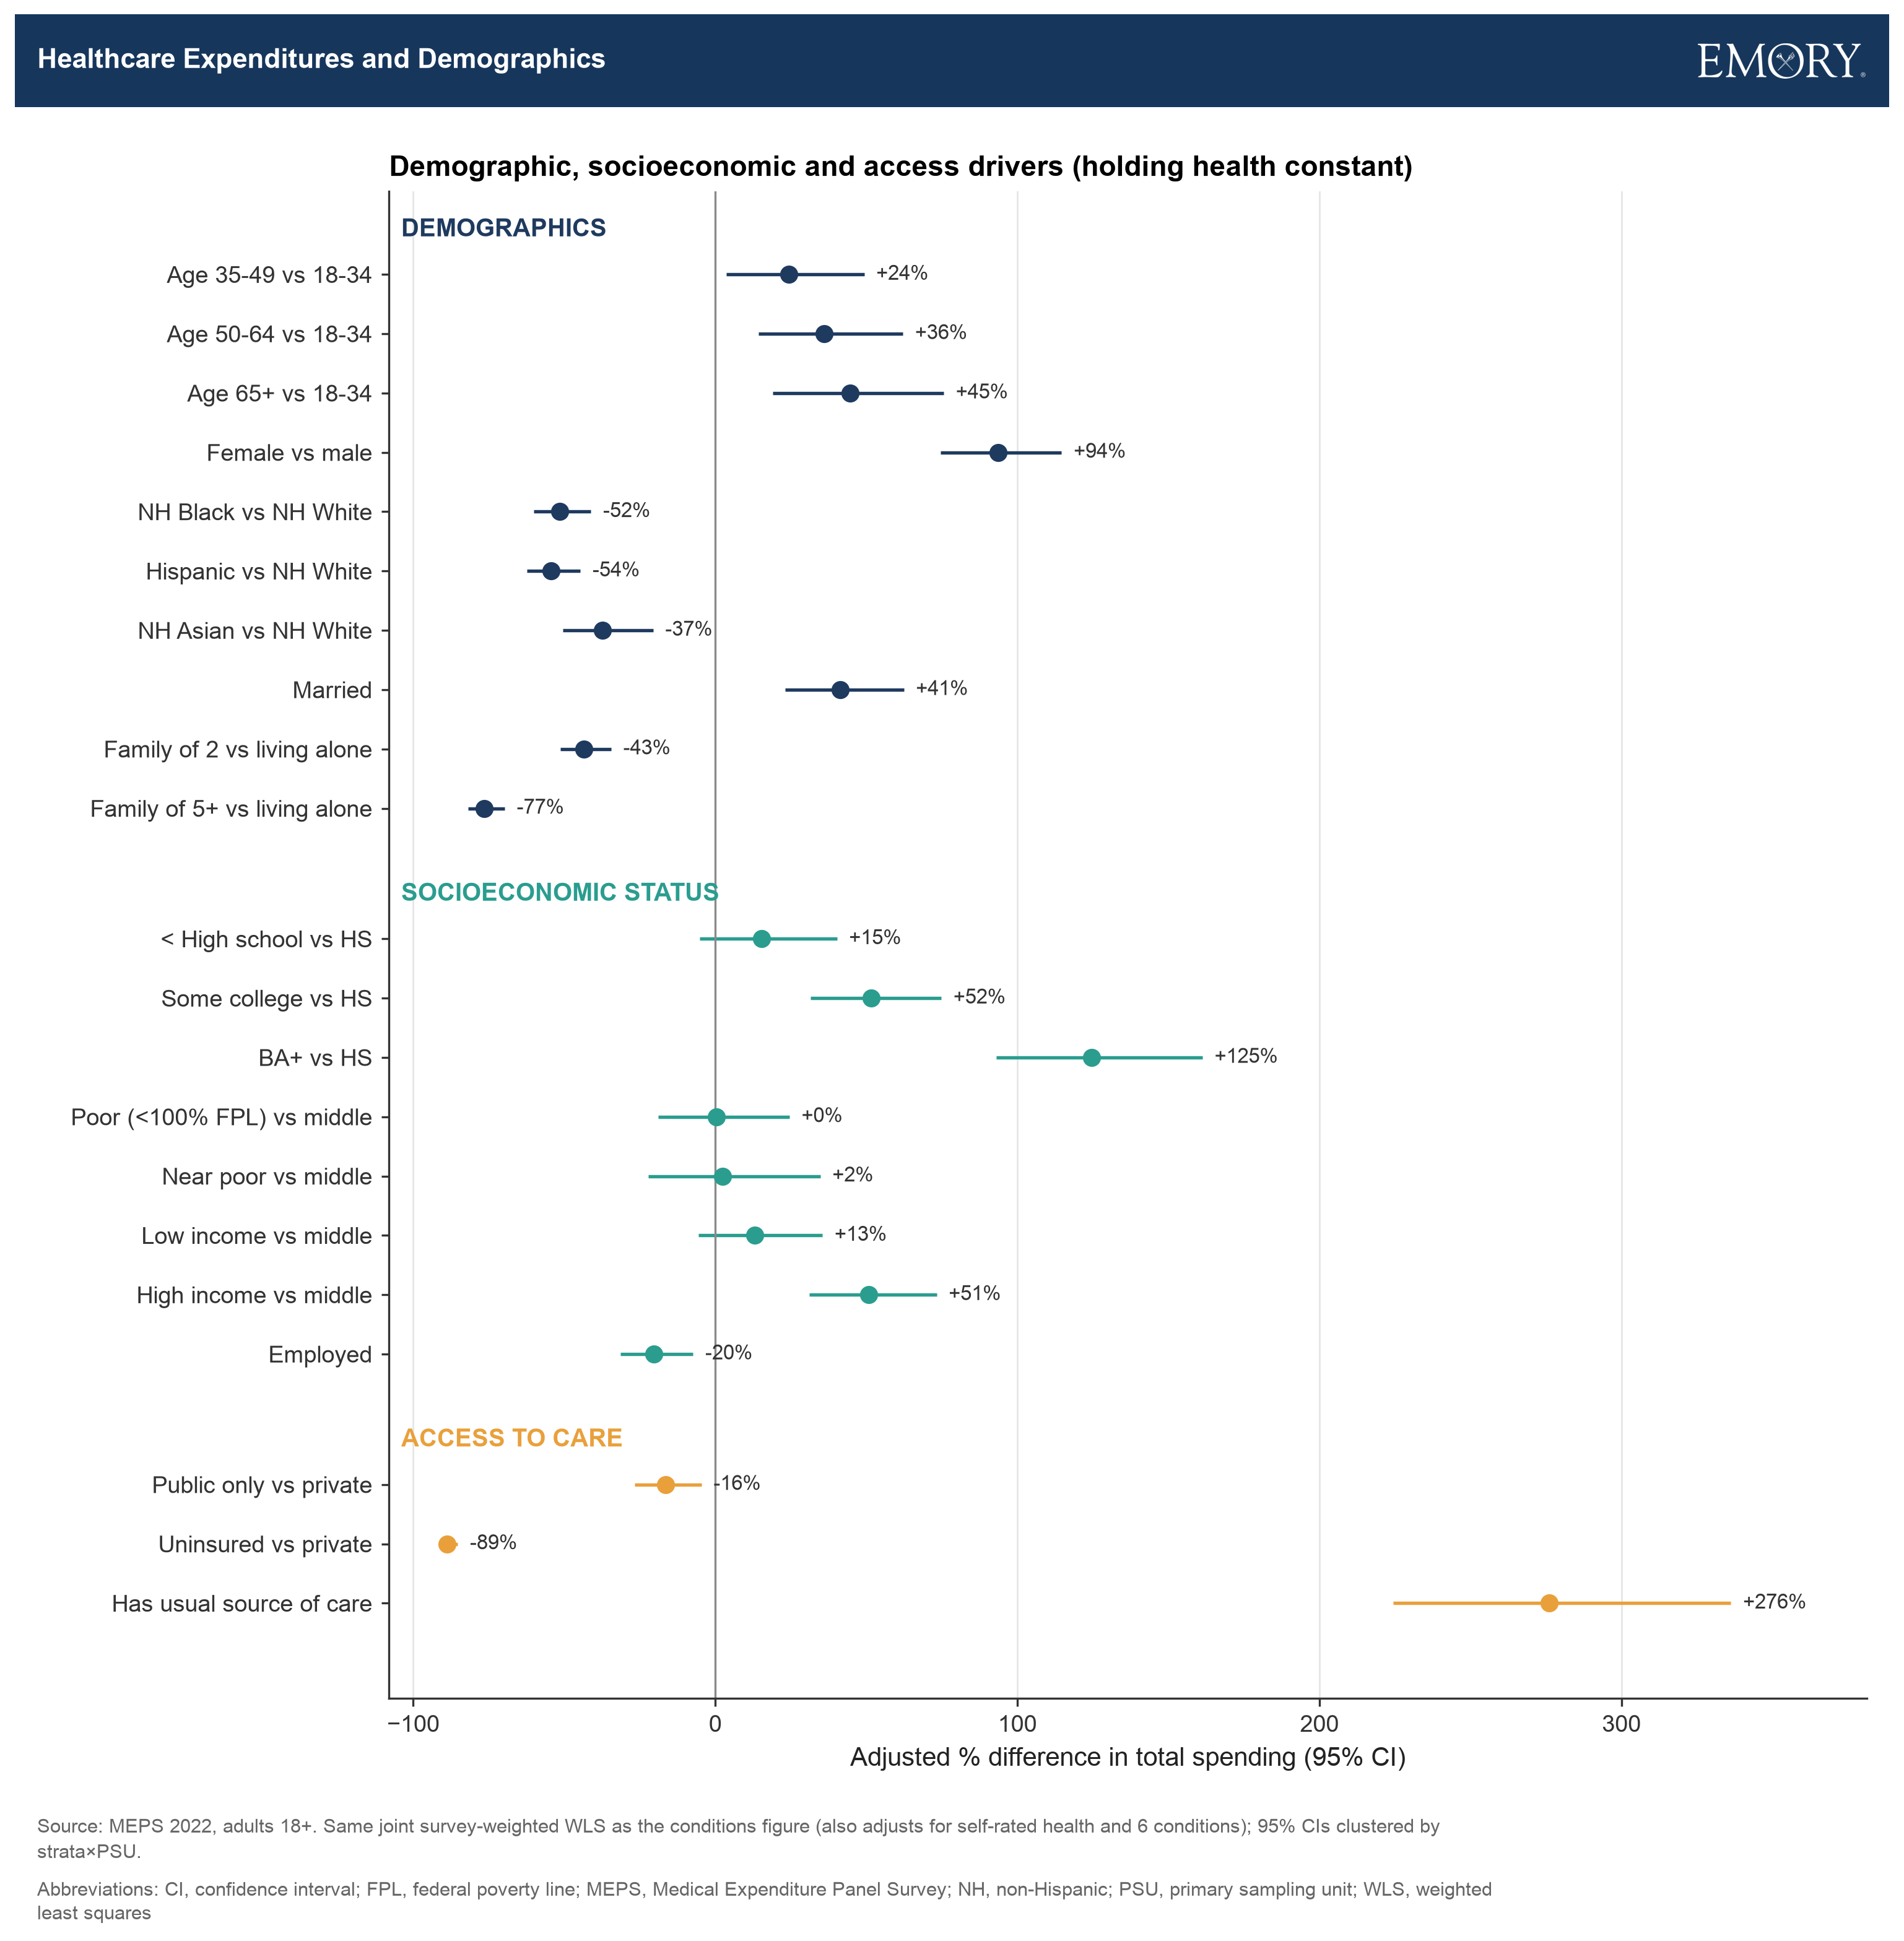 Healthcare Expenditures and Demographics
EMORY®
Demographic, socioeconomic and access drivers (holding health constant)
DEMOGRAPHICS
Age 35-49 vs 18-34 +24%
Age 50-64 vs 18-34 +36%
Age 65+ vs 18-34 +45%
Female vs male +94%
NH Black vs NH White -52%
Hispanic vs NH White -54%
NH Asian vs NH White -37%
Married +41%
Family of 2 vs living alone -43%
Family of 5+ vs living alone -77%
SOCIOECONOMIC STATUS
< High school vs HS +15%
Some college vs HS +52%
BA+ vs HS +125%
Poor (<100% FPL) vs middle +0%
Near poor vs middle +2%
Low income vs middle +13%
High income vs middle +51%
Employed -20%
ACCESS TO CARE
Public only vs private -16%
Uninsured vs private -89%
Has usual source of care +276%
−100 0 100 200 300
Adjusted % difference in total spending (95% CI)
Source: MEPS 2022, adults 18+. Same joint survey-weighted WLS as the conditions figure (also adjusts for self-rated health and 6 conditions); 95% CIs clustered by
strata×PSU.
Abbreviations: CI, confidence interval; FPL, federal poverty line; MEPS, Medical Expenditure Panel Survey; NH, non-Hispanic; PSU, primary sampling unit; WLS, weighted
least squares